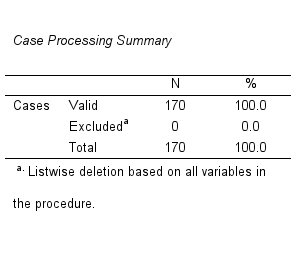 Case Processing Summary
N %
Cases Valid 170 100.0
Excludedᵃ 0 0.0
Total 170 100.0
a. Listwise deletion based on all variables in
the procedure.